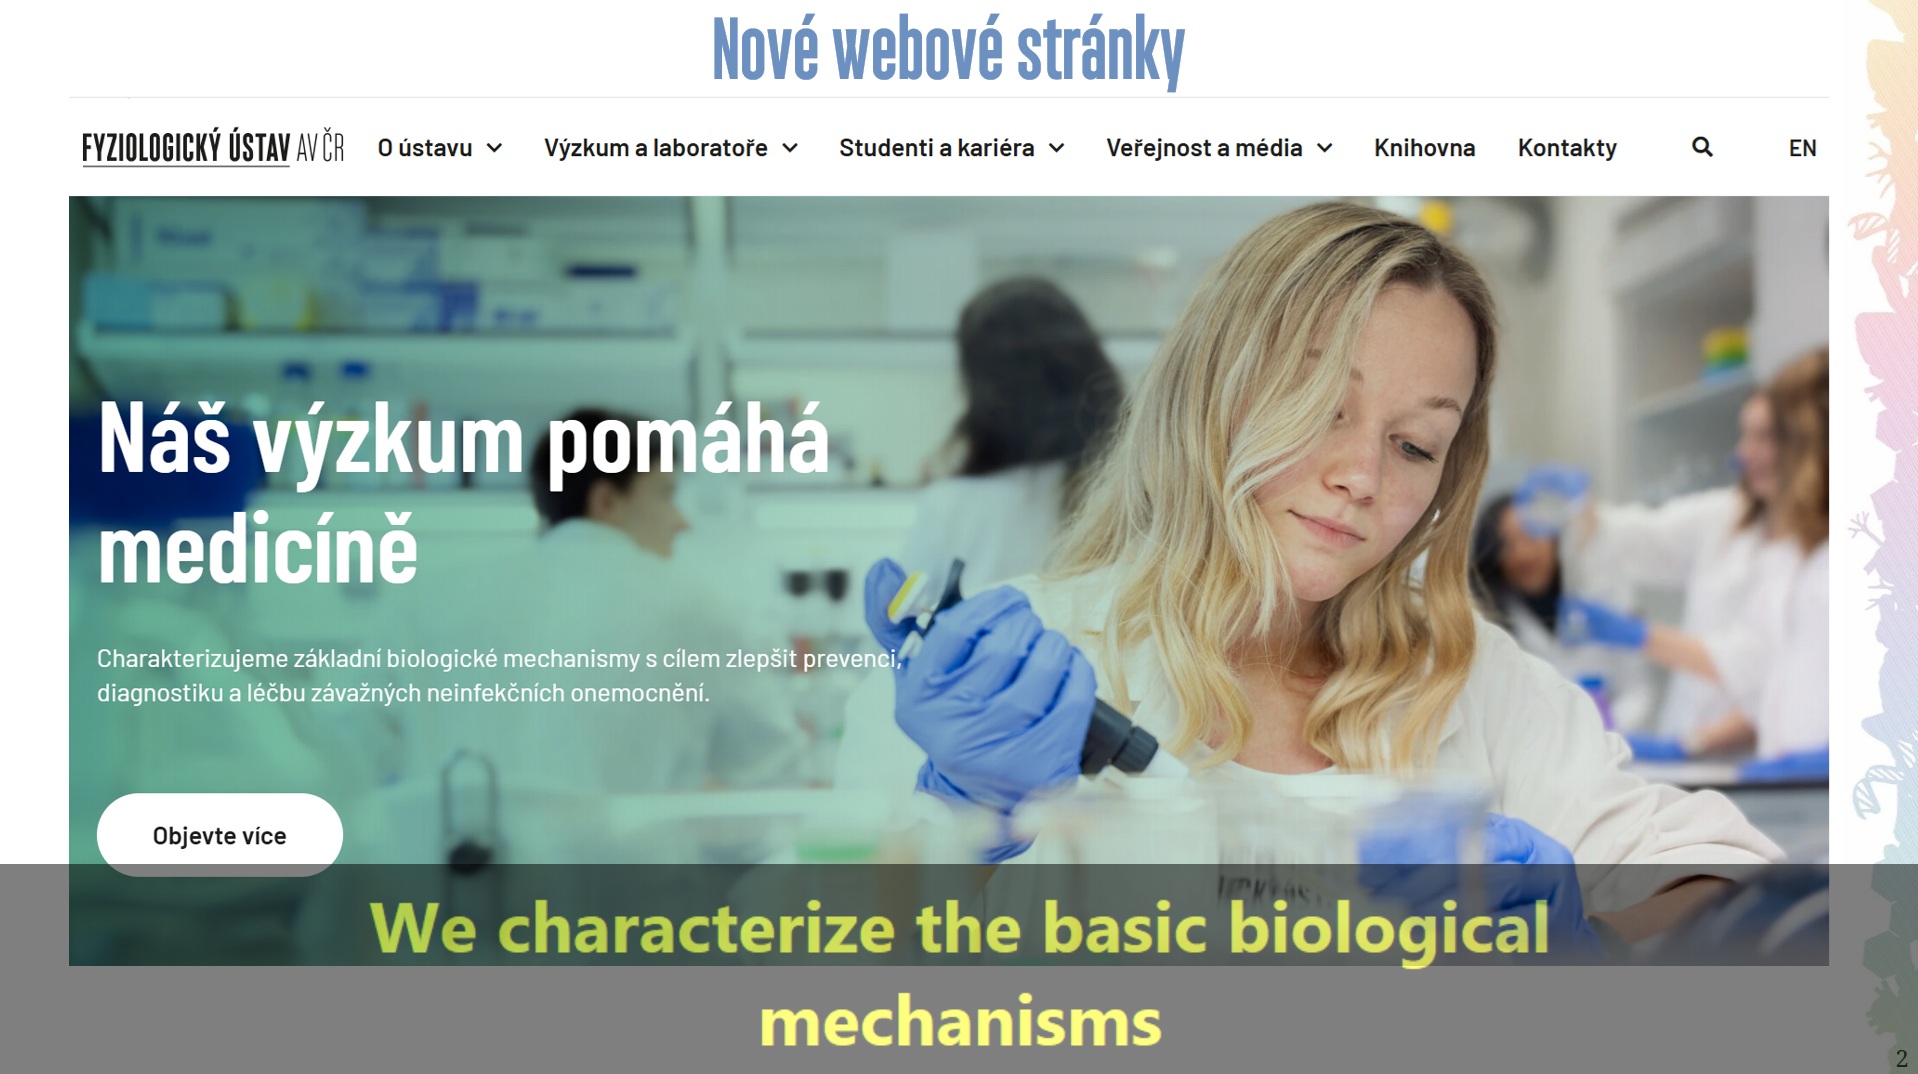 Nové webové stránky
FYZIOLOGICKÝ ÚSTAV AV ČR O ústavu Výzkum a laboratoře Studenti a kariéra Veřejnost a média Knihovna Kontakty EN
Náš výzkum pomáhá
medicíně
Charakterizujeme základní biologické mechanismy s cílem zlepšit prevenci,
diagnostiku a léčbu závažných neinfekčních onemocnění.
Objevte více
We characterize the basic biological
mechanisms
2